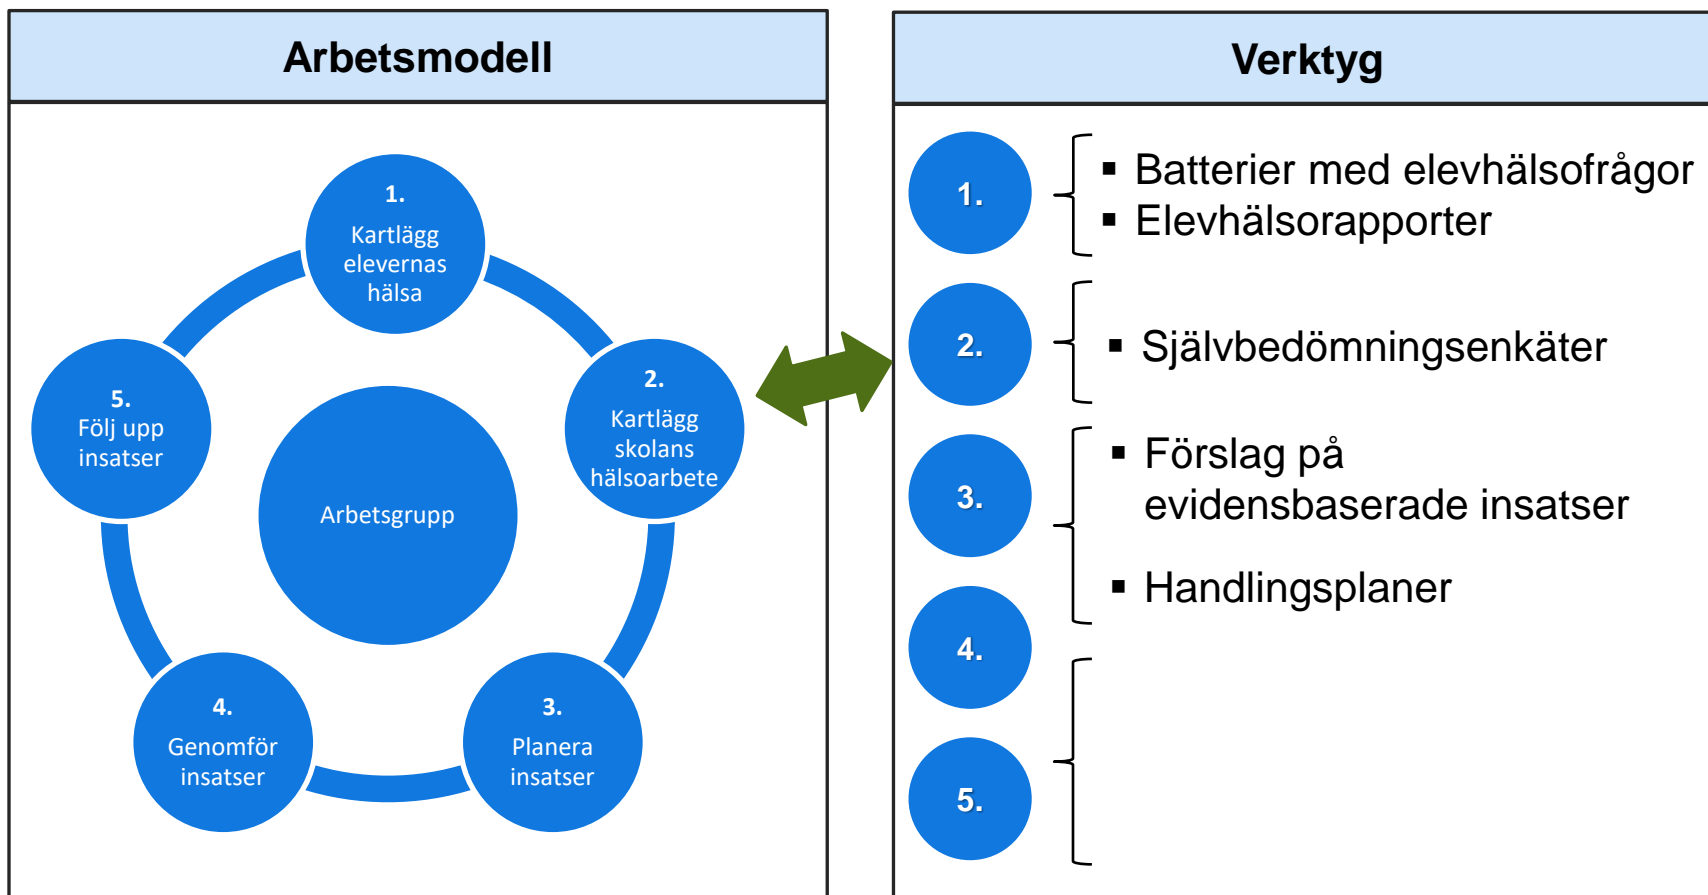 Arbetsmodell
1.
Kartlägg
elevernas
hälsa
2.
Kartlägg
skolans
hälsoarbete
3.
Planera
insatser
4.
Genomför
insatser
5.
Följ upp
insatser
Arbetsgrupp
Verktyg
1.
▪ Batterier med elevhälsofrågor
▪ Elevhälsorapporter
2.
▪ Självbedömningsenkäter
3.
▪ Förslag på
evidensbaserade insatser
▪ Handlingsplaner
4.
5.